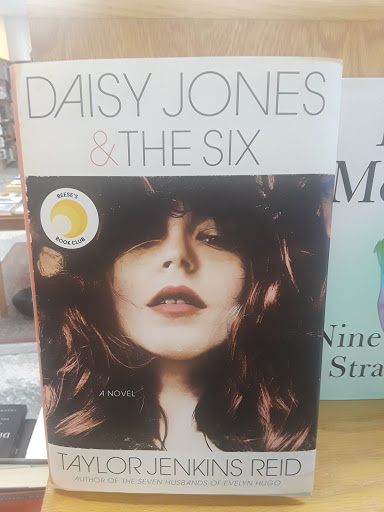 DAISY JONES
& THE SIX
REESE'S
BOOK CLUB
A NOVEL
TAYLOR JENKINS REID
AUTHOR OF THE SEVEN HUSBANDS OF EVELYN HUGO
Nine
Stra